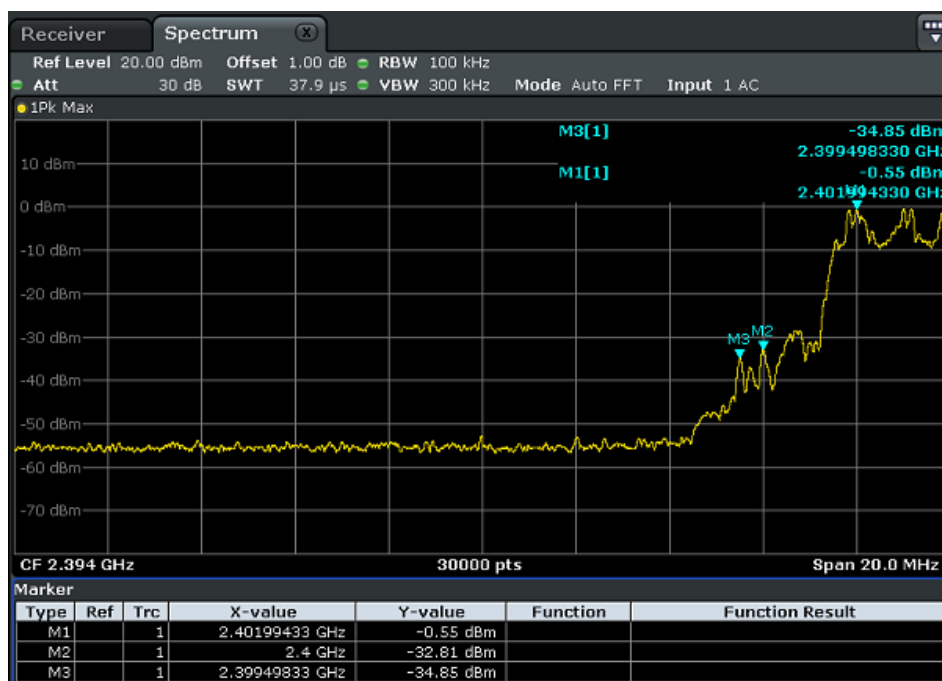 Receiver Spectrum X
Ref Level 20.00 dBm Offset 1.00 dB RBW 100 kHz
Att 30 dB SWT 37.9 µs VBW 300 kHz Mode Auto FFT Input 1 AC
1Pk Max
M3[1] -34.85 dBm
2.399498330 GHz
10 dBm
M1[1] -0.55 dBm
2.401994330 GHz
M1
0 dBm
-10 dBm
-20 dBm
-30 dBm
M3 M2
-40 dBm
-50 dBm
-60 dBm
-70 dBm
CF 2.394 GHz 30000 pts Span 20.0 MHz
Marker
Type Ref Trc X-value Y-value Function Function Result
M1 1 2.40199433 GHz -0.55 dBm
M2 1 2.4 GHz -32.81 dBm
M3 1 2.39949833 GHz -34.85 dBm